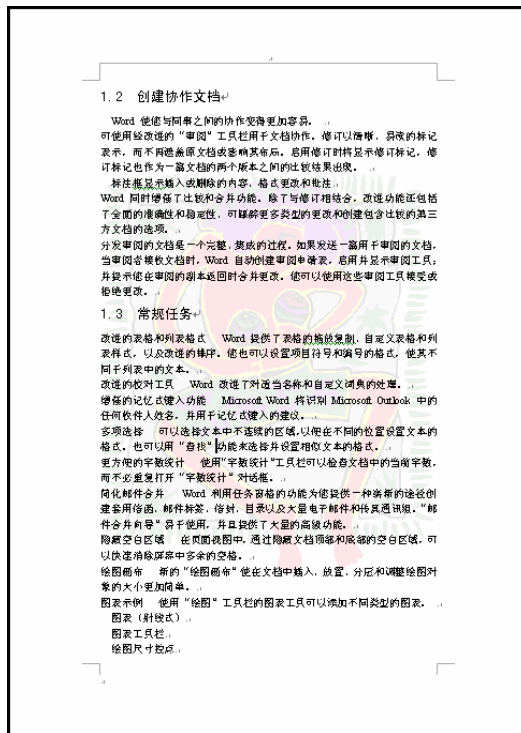 1.2 创建协作文档
Word 使您与同事之间的协作变得更加容易。
可使用经改进的“审阅”工具栏用于文档协作。修订以清晰、易读的标记
表示，而不再遮盖原文档或影响其布局。启用修订时将显示修订标记，修
订标记也作为一篇文档的两个版本之间的比较结果出现。
标注框显示插入或删除的内容、格式更改和批注
Word 同时增强了比较和合并功能。除了与修订相结合，改进功能还包括
了全面的准确性和稳定性，可解释更多类型的更改和创建包含比较的第三
方文档的选项。
分发审阅的文档是一个完整、集成的过程。如果发送一篇用于审阅的文档，
当审阅者接收文档时，Word 自动创建审阅申请表，启用并显示审阅工具；
并提示您在审阅的副本返回时合并更改。您可以使用这些审阅工具接受或
拒绝更改。
1.3 常规任务
改进的表格和列表格式 Word 提供了表格的拖放复制，自定义表格和列
表样式，以及改进的排序。您也可以设置项目符号和编号的格式，使其不
同于列表中的文本。
改进的校对工具 Word 改进了对适当名称和自定义词典的处理。
增强的记忆式键入功能 Microsoft Word 将识别 Microsoft Outlook 中的
任何收件人姓名，并用于记忆式键入的建议。
多项选择 可以选择文本中不连续的区域，以便在不同的位置设置文本的
格式。也可以用“查找”功能来选择并设置相似文本的格式。
更方便的字数统计 使用“字数统计”工具栏可以检查文档中的当前字数，
而不必重复打开“字数统计”对话框。
简化邮件合并 Word 利用任务窗格的功能为您提供一种崭新的途径创
建套用信函、邮件标签、信封、目录以及大量电子邮件和传真通讯组。“邮
件合并向导”易于使用，并且提供了大量的高级功能。
隐藏空白区域 在页面视图中，通过隐藏文档顶部和底部的空白区域，可
以快速消除屏幕中多余的空格。
绘图画布 新的“绘图画布”使在文档中插入、放置、分层和调整绘图对
象的大小更加简单。
图表示例 使用“绘图”工具栏的图表工具可以添加不同类型的图表。
图表（射线式）
图表工具栏
绘图尺寸控点